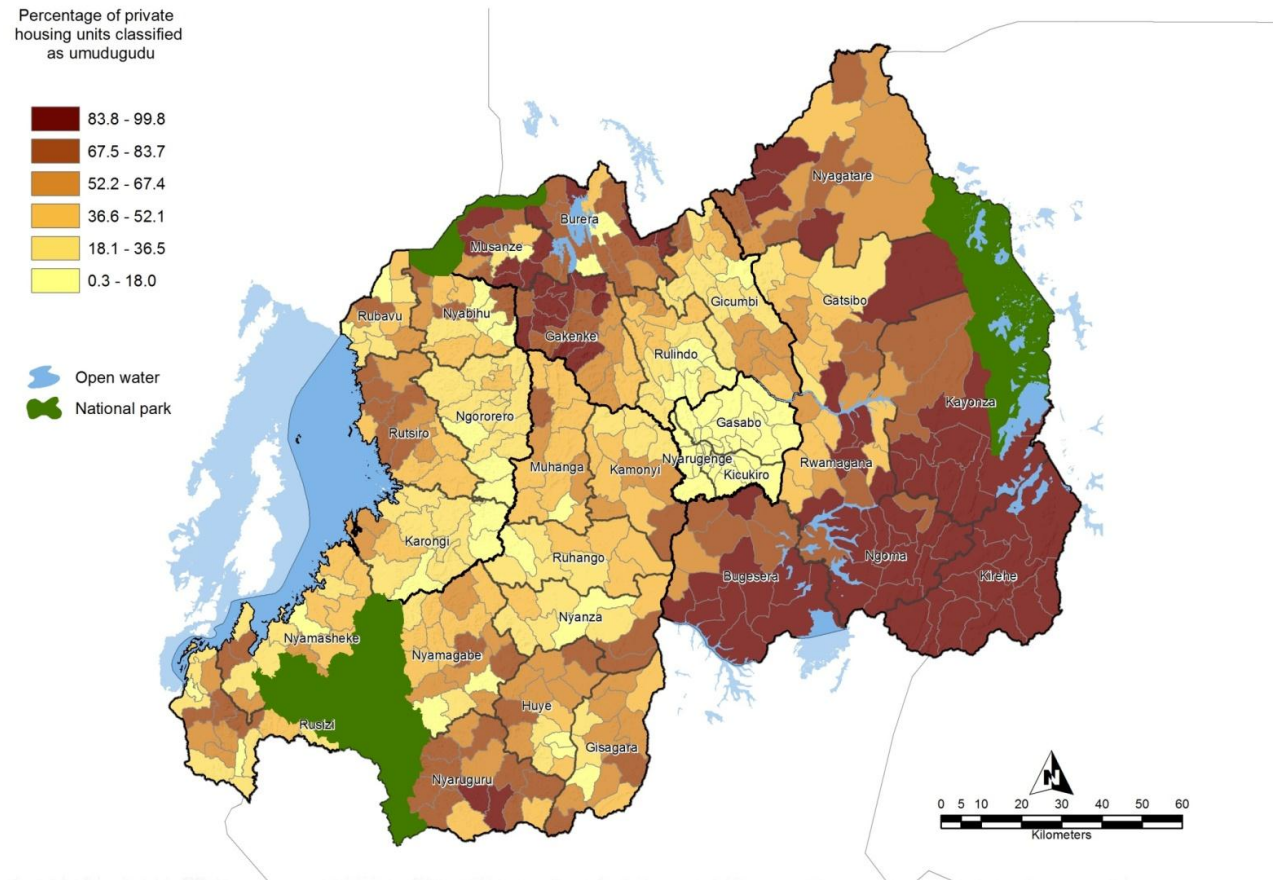 Percentage of private
housing units classified
as umudugudu
83.8 - 99.8
67.5 - 83.7
52.2 - 67.4
36.6 - 52.1
18.1 - 36.5
0.3 - 18.0
Open water
National park
Nyagatare
Burera
Musanze
Gatsibo
Gicumbi
Rubavu
Nyabihu
Gakenke
Rulindo
Kayonza
Ngororero
Gasabo
Rutsiro
Nyarugenge
Rwamagana
Muhanga
Kamonyi
Kicukiro
Karongi
Ruhango
Ngoma
Bugesera
Kirehe
Nyanza
Nyamasheke
Nyamagabe
Huye
Rusizi
Gisagara
Nyaruguru
N
0 5 10 20 30 40 50 60
Kilometers